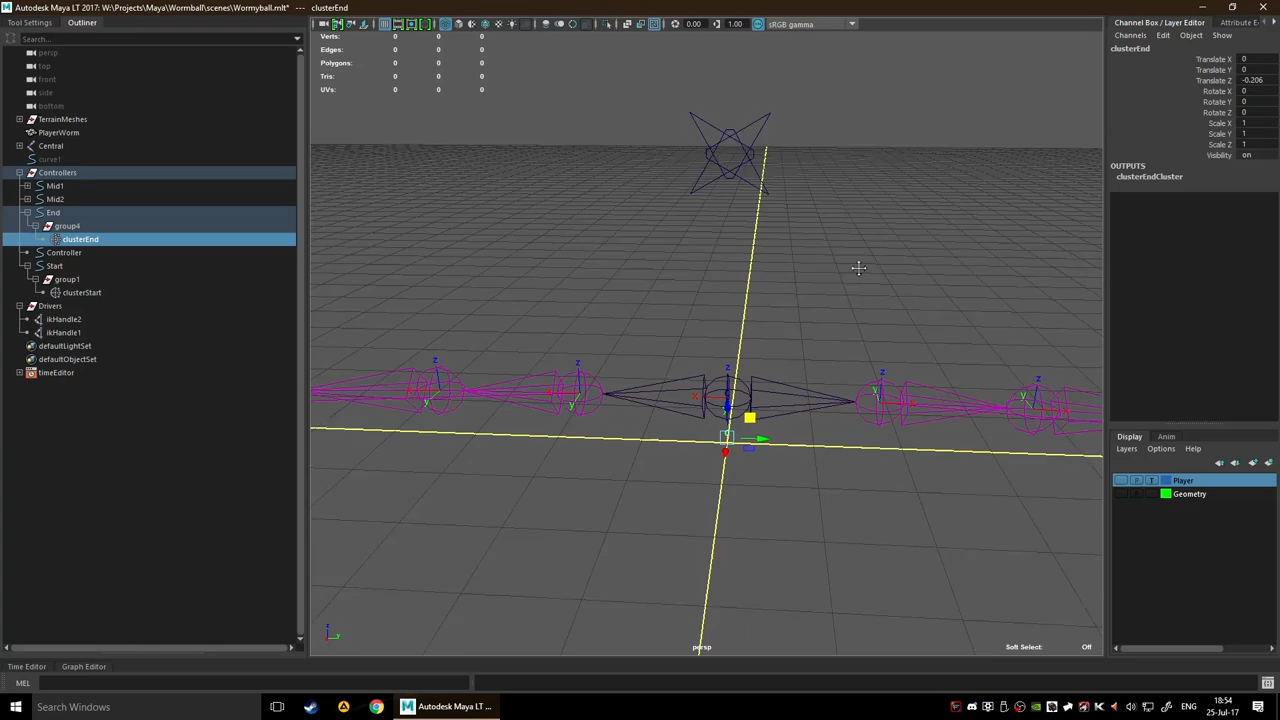 Autodesk Maya LT 2017: W:\Projects\Maya\Wormball\scenes\Wormyball.mlt* --- clusterEnd
Tool Settings Outliner
Search...
persp
top
front
side
bottom
TerrainMeshes
PlayerWorm
Central
curve1
Controllers
Mid1
Mid2
End
group4
clusterEnd
Controller
Start
group1
clusterStart
Drivers
ikHandle2
ikHandle1
defaultLightSet
defaultObjectSet
timeEditor
0.00 1.00 sRGB gamma
Verts: 0 0 0
Edges: 0 0 0
Polygons: 0 0 0
Tris: 0 0 0
UVs: 0 0 0
z z z z z
x x x x
y y y
z y
persp
Soft Select: Off
Channel Box / Layer Editor Attribute E
Channels Edit Object Show
clusterEnd
Translate X 0
Translate Y 0
Translate Z -0.206
Rotate X 0
Rotate Y 0
Rotate Z 0
Scale X 1
Scale Y 1
Scale Z 1
Visibility on
OUTPUTS
clusterEndCluster
Display Anim
Layers Options Help
P T Player
Geometry
Time Editor Graph Editor
MEL
Search Windows
Autodesk Maya LT ...
ENG
18:54
25-Jul-17